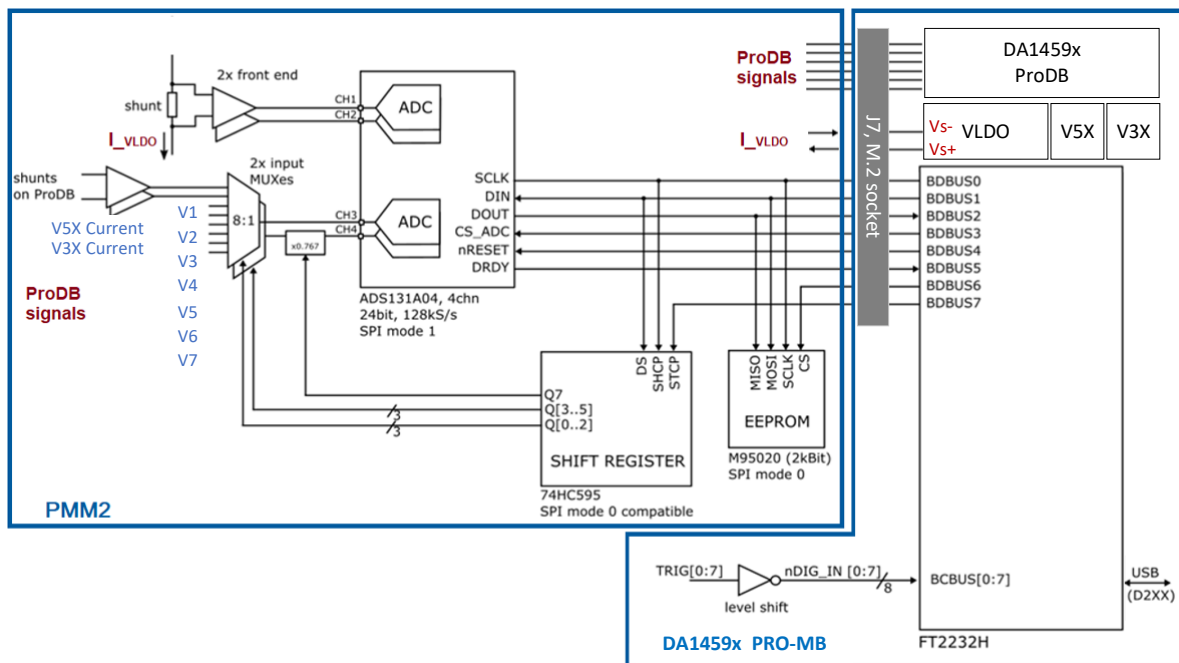 2x front end
shunt
I_VLDO
CH1
CH2
ADC
shunts
on ProDB
2x input
MUXes
8:1
V5X Current
V3X Current
V1
V2
V3
V4
V5
V6
V7
ProDB
signals
CH3
CH4
x0.767
ADC
SCLK
DIN
DOUT
CS_ADC
nRESET
DRDY
ADS131A04, 4chn
24bit, 128kS/s
SPI mode 1
DS
SHCP
STCP
Q7
Q[3..5]
Q[0..2]
3
3
SHIFT REGISTER
74HC595
SPI mode 0 compatible
MISO
MOSI
SCLK
CS
EEPROM
M95020 (2kBit)
SPI mode 0
PMM2
ProDB
signals
I_VLDO
J7, M.2 socket
DA1459x
ProDB
Vs-
Vs+
VLDO
V5X
V3X
BDBUS0
BDBUS1
BDBUS2
BDBUS3
BDBUS4
BDBUS5
BDBUS6
BDBUS7
TRIG[0:7]
level shift
nDIG_IN [0:7]
8
BCBUS[0:7]
USB
(D2XX)
FT2232H
DA1459x PRO-MB